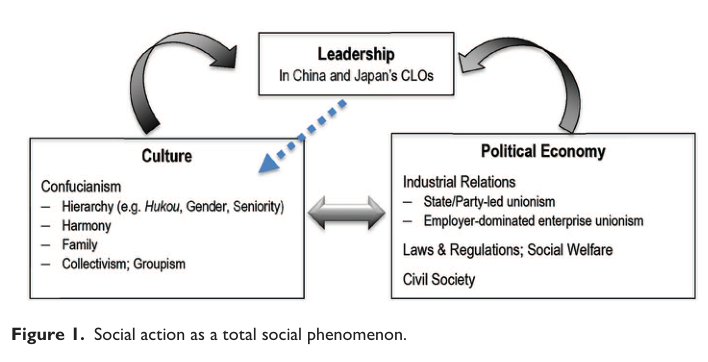 Leadership
In China and Japan's CLOs
Culture
Confucianism
– Hierarchy (e.g. Hukou, Gender, Seniority)
– Harmony
– Family
– Collectivism; Groupism
Political Economy
Industrial Relations
– State/Party-led unionism
– Employer-dominated enterprise unionism
Laws & Regulations; Social Welfare
Civil Society
Figure 1. Social action as a total social phenomenon.